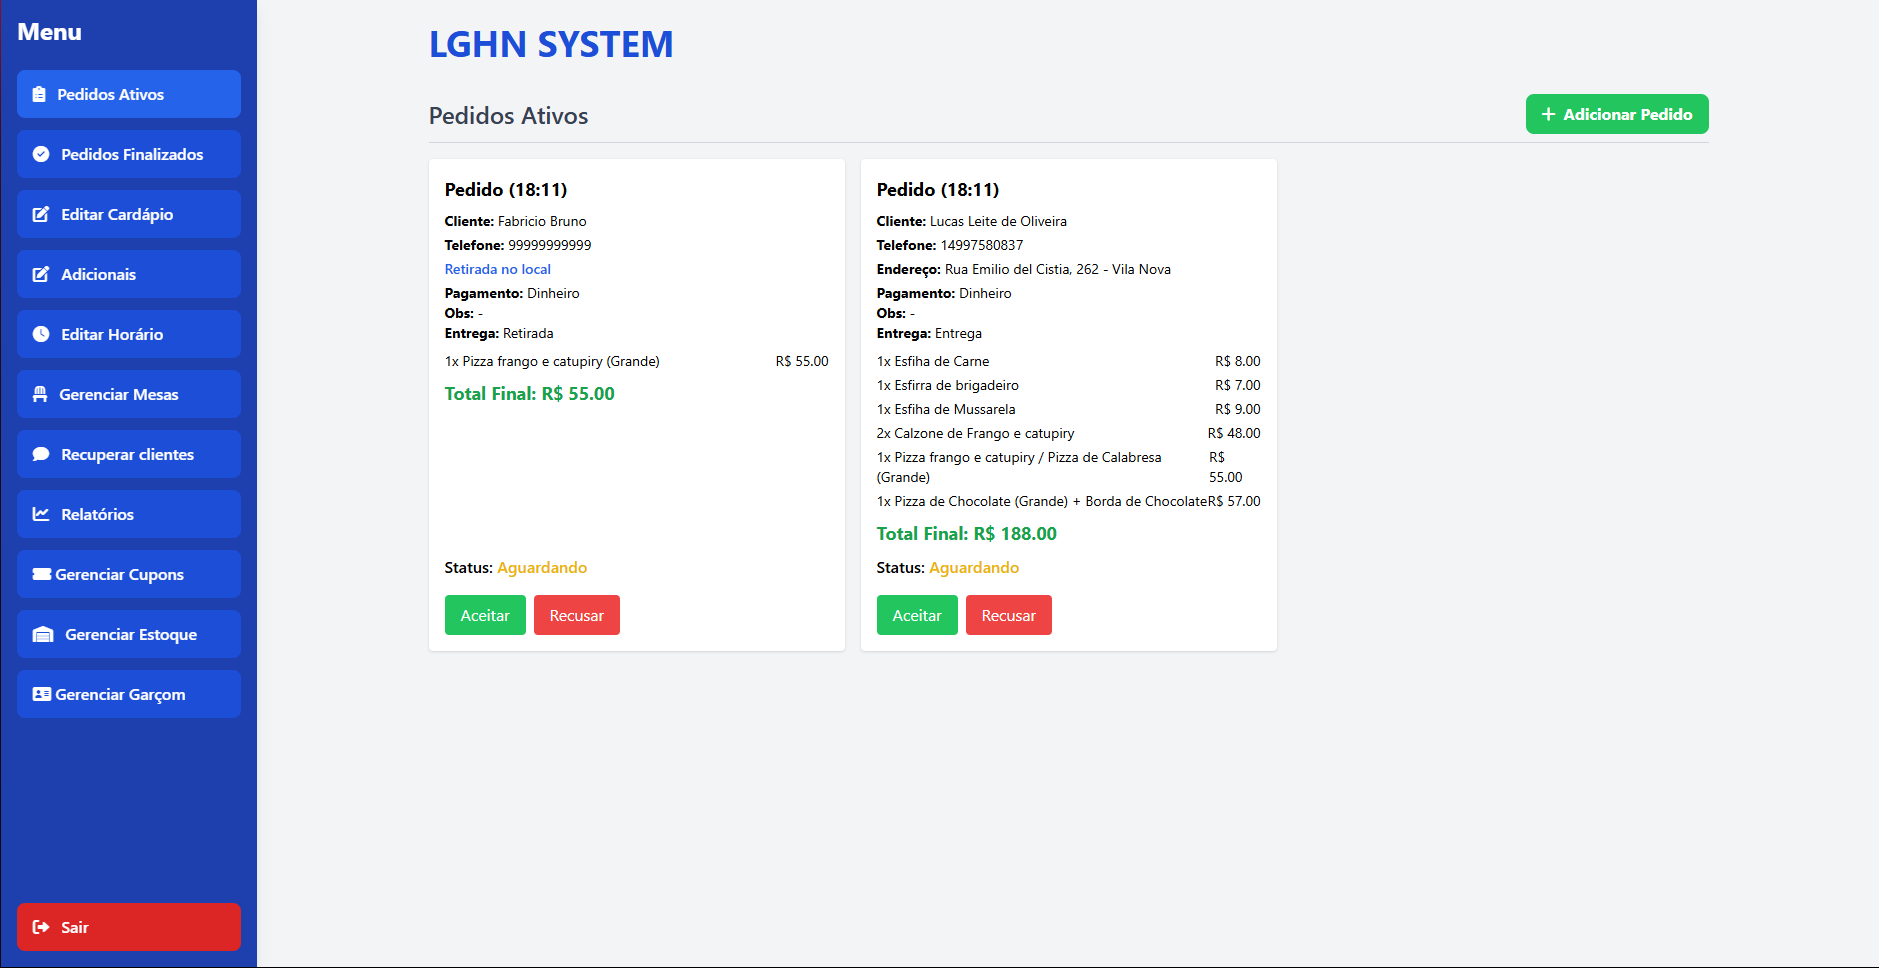 Menu
Pedidos Ativos
Pedidos Finalizados
Editar Cardápio
Adicionais
Editar Horário
Gerenciar Mesas
Recuperar clientes
Relatórios
Gerenciar Cupons
Gerenciar Estoque
Gerenciar Garçom
Sair
LGHN SYSTEM
Pedidos Ativos
+ Adicionar Pedido
Pedido (18:11)
Cliente: Fabricio Bruno
Telefone: 99999999999
Retirada no local
Pagamento: Dinheiro
Obs: -
Entrega: Retirada
1x Pizza frango e catupiry (Grande) R$ 55.00
Total Final: R$ 55.00
Status: Aguardando
Aceitar Recusar
Pedido (18:11)
Cliente: Lucas Leite de Oliveira
Telefone: 14997580837
Endereço: Rua Emilio del Cistia, 262 - Vila Nova
Pagamento: Dinheiro
Obs: -
Entrega: Entrega
1x Esfiha de Carne R$ 8.00
1x Esfirra de brigadeiro R$ 7.00
1x Esfiha de Mussarela R$ 9.00
2x Calzone de Frango e catupiry R$ 48.00
1x Pizza frango e catupiry / Pizza de Calabresa R$
(Grande) 55.00
1x Pizza de Chocolate (Grande) + Borda de Chocolate R$ 57.00
Total Final: R$ 188.00
Status: Aguardando
Aceitar Recusar